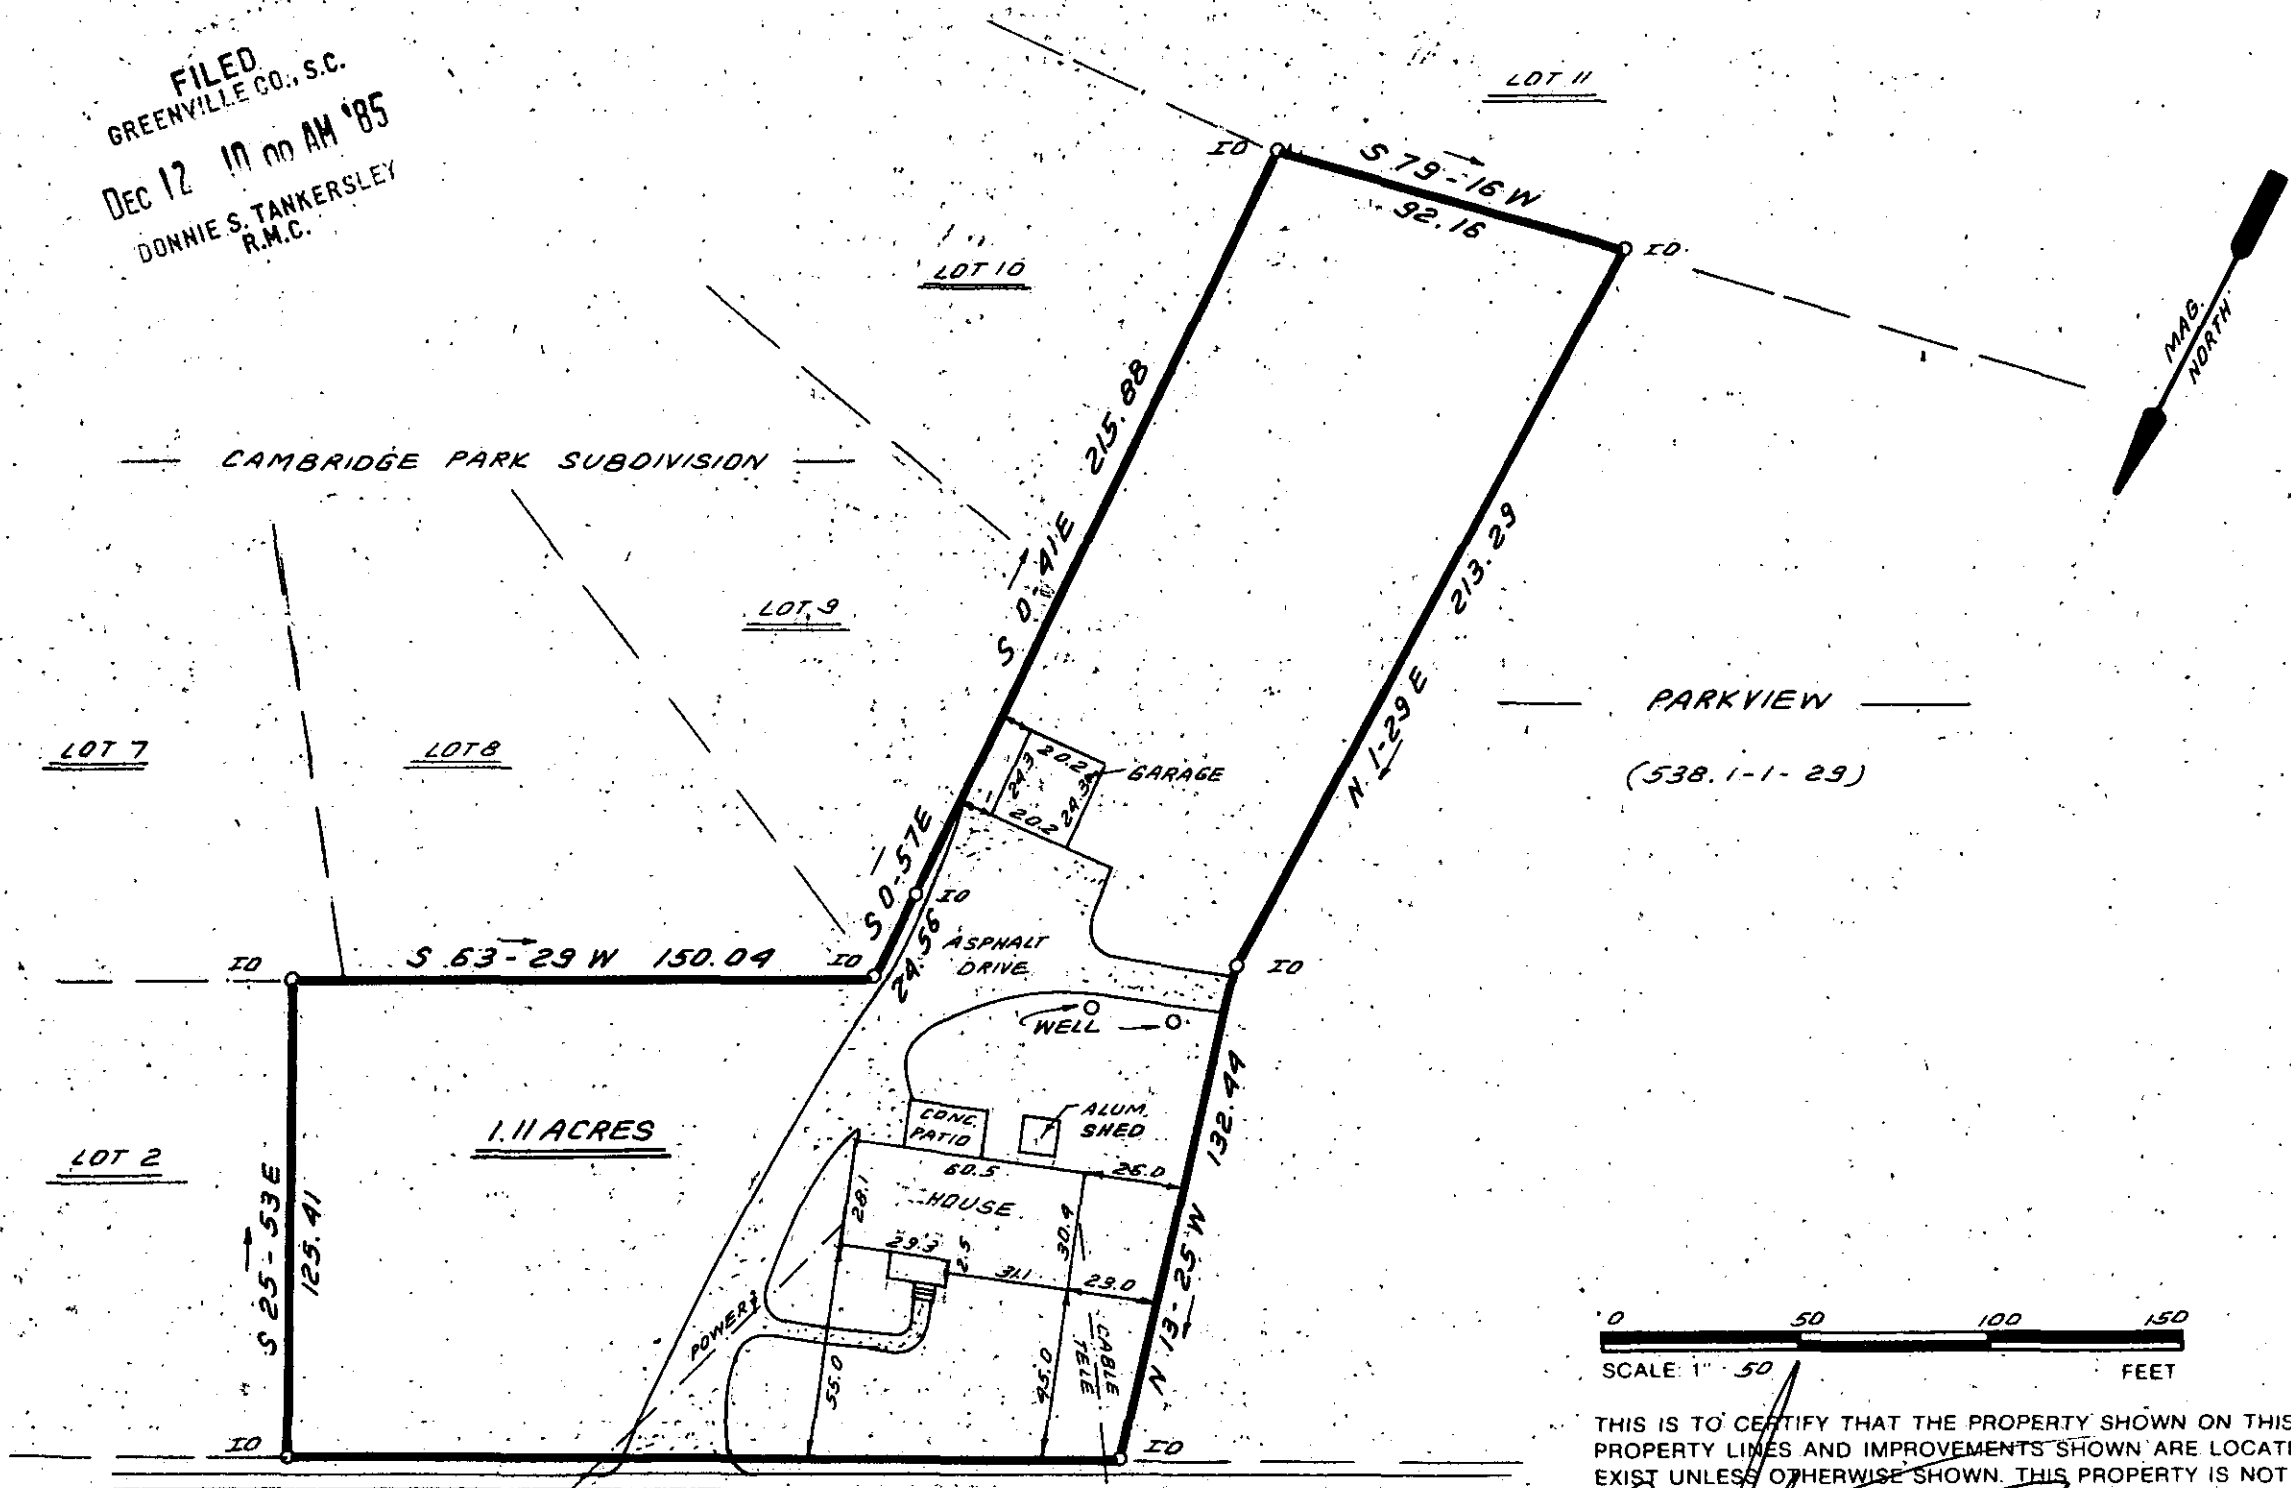 FILED
GREENVILLE CO., S.C.
DEC 12 10 00 AM '85
DONNIE S. TANKERSLEY
R.M.C.
LOT 11
IO
S 79-16 W
92.16
IO
LOT 10
MAG.
NORTH
215.88
CAMBRIDGE PARK SUBDIVISION
S 0-41 E
213.29
LOT 9
N 1-29 E
PARKVIEW
(538.1-1-29)
LOT 7
LOT 8
20.2
24.3
24.3
GARAGE
20.2
S 0-57 E
24.56
IO
ASPHALT
DRIVE
IO
S 63-29 W 150.04
IO
IO
WELL
132.44
1.11 ACRES
CONC.
PATIO
ALUM.
SHED
LOT 2
60.5
26.0
28.1
HOUSE
S 25-53 E
125.41
29.3
2.5
30.4
31.1
23.0
N 13-25 W
POWER
55.0
45.0
CABLE
TELE
IO
IO
0 50 100 150
SCALE: 1" 50 FEET
THIS IS TO CERTIFY THAT THE PROPERTY SHOWN ON THIS
PROPERTY LINES AND IMPROVEMENTS SHOWN ARE LOCATE
EXIST UNLESS OTHERWISE SHOWN. THIS PROPERTY IS NOT